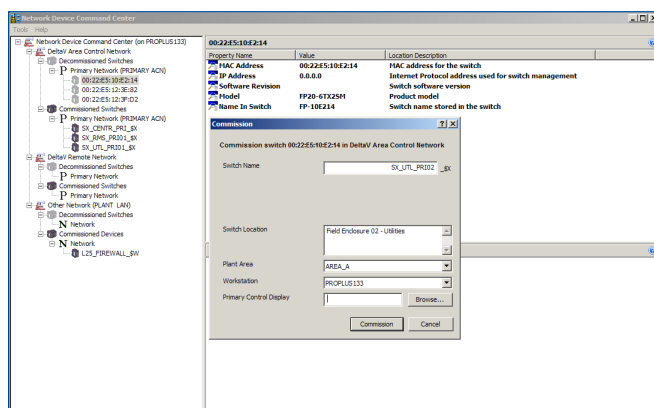 Network Device Command Center
Tools Help
Network Device Command Center (on PROPLUS133)
DeltaV Area Control Network
Decommissioned Switches
P Primary Network (PRIMARY ACN)
00:22:E5:10:E2:14
00:22:E5:12:3E:82
00:22:E5:12:3F:D2
Commissioned Switches
P Primary Network (PRIMARY ACN)
SX_CENTR_PRI_$X
SX_RMS_PRI01_$X
SX_UTL_PRI01_$X
DeltaV Remote Network
Decommissioned Switches
P Primary Network
Commissioned Switches
P Primary Network
Other Network (PLANT LAN)
Decommissioned Switches
N Network
Commissioned Devices
N Network
L25_FIREWALL_$W
00:22:E5:10:E2:14
Property Name Value Location Description
MAC Address 00:22:E5:10:E2:14 MAC address for the switch
IP Address 0.0.0.0 Internet Protocol address used for switch management
Software Revision Switch software version
Model FP20-6TX2SM Product model
Name In Switch FP-10E214 Switch name stored in the switch
Commission
Commission switch 00:22:E5:10:E2:14 in DeltaV Area Control Network
Switch Name SX_UTL_PRI02 _$X
Switch Location Field Enclosure 02 - Utilities
Plant Area AREA_A
Workstation PROPLUS133
Primary Control Display Browse...
Commission Cancel